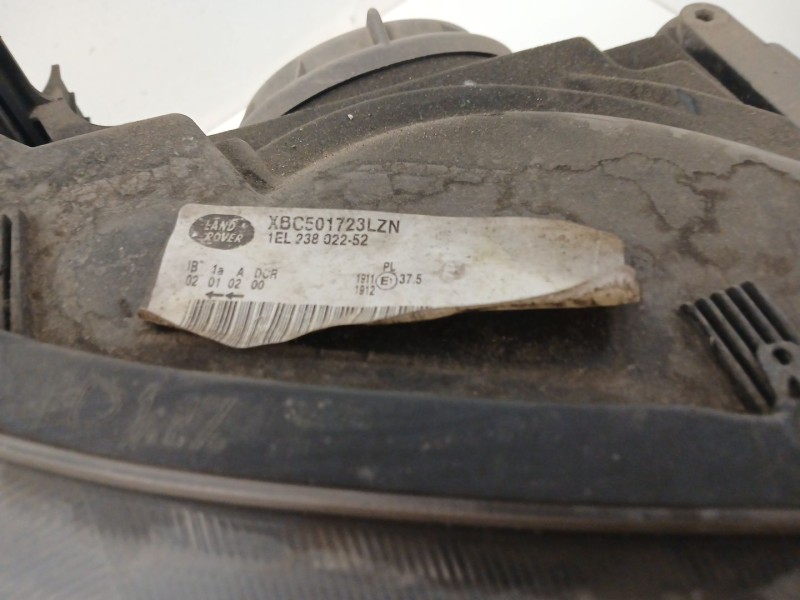 LAND ROVER
XBC501723LZN
1EL 238 022-52
1a A DCR
02 01 02 00
PL
1911 E1 37.5
1912